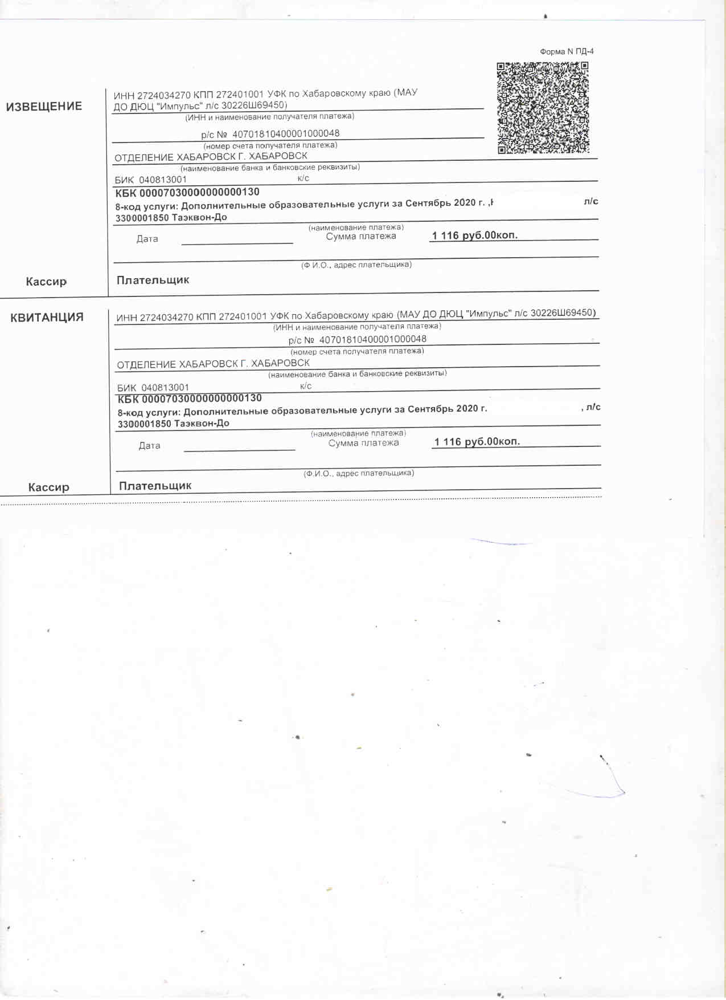 Форма N ПД-4
ИЗВЕЩЕНИЕ
ИНН 2724034270 КПП 272401001 УФК по Хабаровскому краю (МАУ
ДО ДЮЦ "Импульс" л/с 30226Ш69450)
(ИНН и наименование получателя платежа)
р/с № 40701810400001000048
(номер счета получателя платежа)
ОТДЕЛЕНИЕ ХАБАРОВСК Г. ХАБАРОВСК
(наименование банка и банковские реквизиты)
БИК 040813001 к/с
КБК 00007030000000000130
8-код услуги: Дополнительные образовательные услуги за Сентябрь 2020 г. , л/с
3300001850 Таэквон-До
(наименование платежа)
Дата Сумма платежа 1 116 руб.00коп.
(Ф И.О., адрес плательщика)
Кассир Плательщик
КВИТАНЦИЯ
ИНН 2724034270 КПП 272401001 УФК по Хабаровскому краю (МАУ ДО ДЮЦ "Импульс" л/с 30226Ш69450)
(ИНН и наименование получателя платежа)
р/с № 40701810400001000048
(номер счета получателя платежа)
ОТДЕЛЕНИЕ ХАБАРОВСК Г. ХАБАРОВСК
(наименование банка и банковские реквизиты)
БИК 040813001 к/с
КБК 00007030000000000130
8-код услуги: Дополнительные образовательные услуги за Сентябрь 2020 г. , л/с
3300001850 Таэквон-До
(наименование платежа)
Дата Сумма платежа 1 116 руб.00коп.
(Ф.И.О., адрес плательщика)
Кассир Плательщик